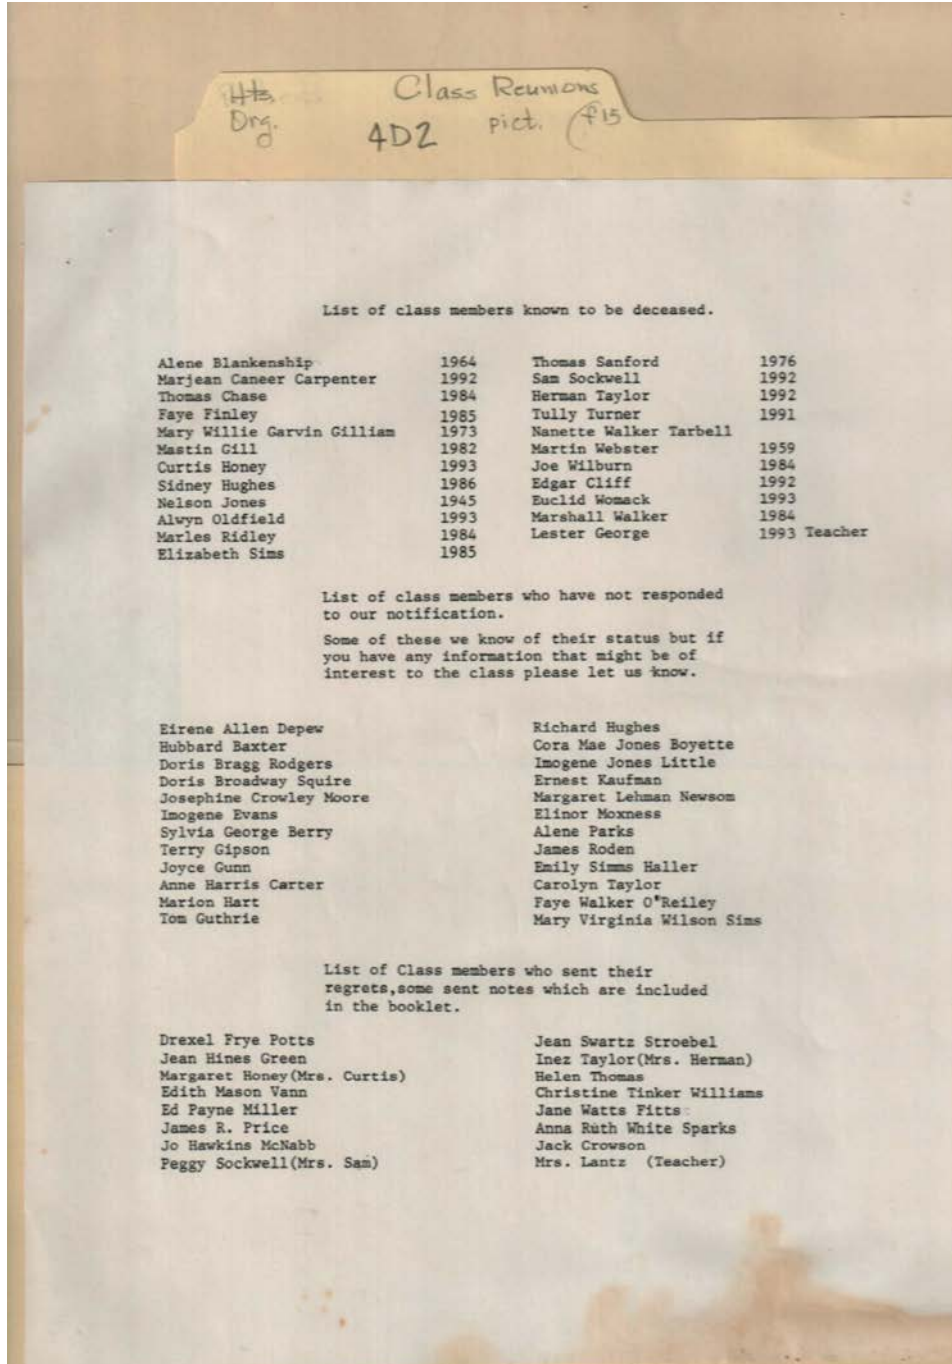 Hts. Class Reunions
Org. 4D2 pict. (f15
List of class members known to be deceased.
Alene Blankenship 1964 Thomas Sanford 1976
Marjean Caneer Carpenter 1992 Sam Sockwell 1992
Thomas Chase 1984 Herman Taylor 1992
Faye Finley 1985 Tully Turner 1991
Mary Willie Garvin Gilliam 1973 Nanette Walker Tarbell
Mastin Gill 1982 Martin Webster 1959
Curtis Honey 1993 Joe Wilburn 1984
Sidney Hughes 1986 Edgar Cliff 1992
Nelson Jones 1945 Euclid Womack 1993
Alwyn Oldfield 1993 Marshall Walker 1984
Marles Ridley 1984 Lester George 1993 Teacher
Elizabeth Sims 1985
List of class members who have not responded
to our notification.
Some of these we know of their status but if
you have any information that might be of
interest to the class please let us know.
Eirene Allen Depew Richard Hughes
Hubbard Baxter Cora Mae Jones Boyette
Doris Bragg Rodgers Imogene Jones Little
Doris Broadway Squire Ernest Kaufman
Josephine Crowley Moore Margaret Lehman Newsom
Imogene Evans Elinor Moxness
Sylvia George Berry Alene Parks
Terry Gipson James Roden
Joyce Gunn Emily Simms Haller
Anne Harris Carter Carolyn Taylor
Marion Hart Faye Walker O'Reiley
Tom Guthrie Mary Virginia Wilson Sims
List of Class members who sent their
regrets,some sent notes which are included
in the booklet.
Drexel Frye Potts Jean Swartz Stroebel
Jean Hines Green Inez Taylor(Mrs. Herman)
Margaret Honey(Mrs. Curtis) Helen Thomas
Edith Mason Vann Christine Tinker Williams
Ed Payne Miller Jane Watts Fitts
James R. Price Anna Ruth White Sparks
Jo Hawkins McNabb Jack Crowson
Peggy Sockwell(Mrs. Sam) Mrs. Lantz (Teacher)